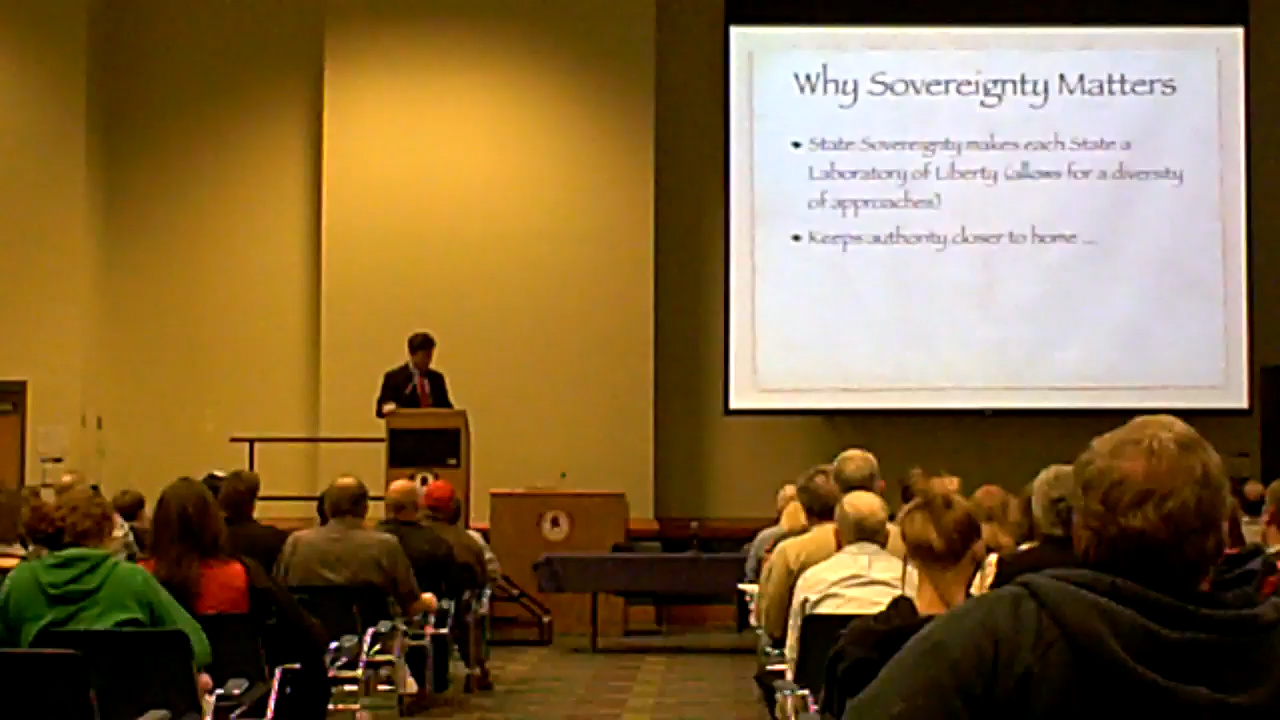 Why Sovereignty Matters
• State Sovereignty makes each State a
Laboratory of Liberty (allows for a diversity
of approaches)
• Keeps authority closer to home ...